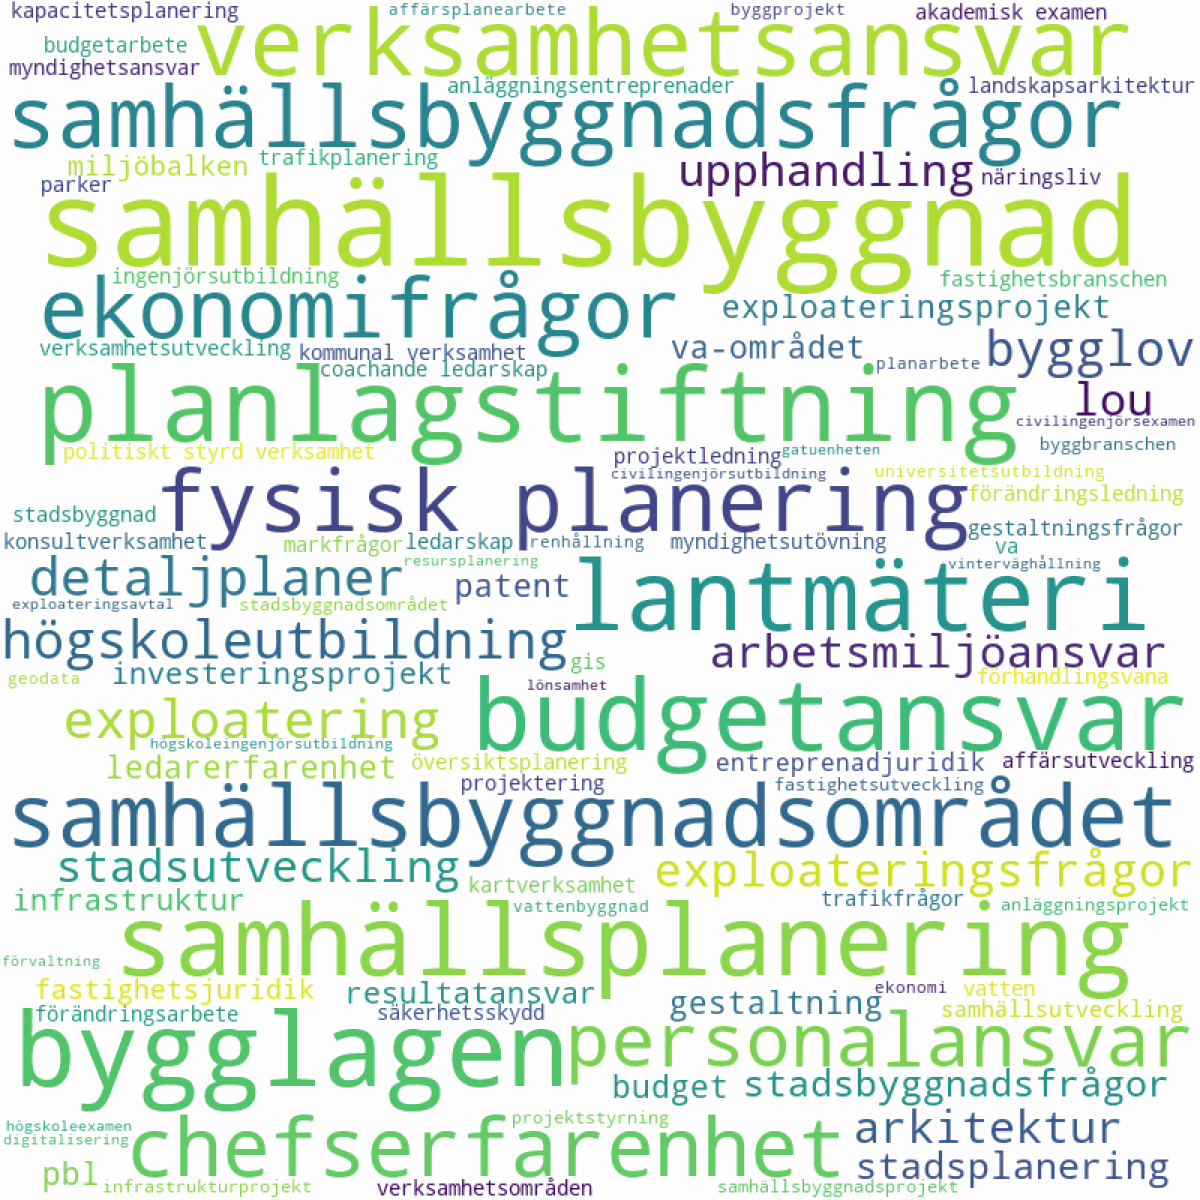 kapacitetsplanering
affärsplanearbete
byggprojekt
akademisk examen
verksamhetsansvar
budgetarbete
myndighetsansvar
anläggningsentreprenader
landskapsarkitektur
samhällsbyggnadsfrågor
miljöbalken
trafikplanering
upphandling
näringsliv
parker
samhällsbyggnad
ingenjörsutbildning
fastighetsbranschen
ekonomifrågor
exploateringsprojekt
verksamhetsutveckling
kommunal verksamhet
va-området
bygglov
coachande ledarskap
planarbete
planlagstiftning
lou
civilingenjörsexamen
politiskt styrd verksamhet
projektledning
gatuenheten
byggbranschen
civilingenjörsutbildning
universitetsutbildning
fysisk planering
förändringsledning
stadsbyggnad
gestaltningsfrågor
konsultverksamhet
markfrågor
ledarskap
renhållning
myndighetsutövning
va
resursplanering
vinterväghållning
detaljplaner
patent
lantmäteri
exploateringsavtal
stadsbyggnadsområdet
högskoleutbildning
arbetsmiljöansvar
gis
geodata
investeringsprojekt
lönsamhet
förhandlingsvana
exploatering
budgetansvar
högskoleingenjörsutbildning
ledarerfarenhet
översiktsplanering
entreprenadjuridik
affärsutveckling
projektering
fastighetsutveckling
samhällsbyggnadsområdet
stadsutveckling
kartverksamhet
exploateringsfrågor
infrastruktur
vattenbyggnad
trafikfrågor
anläggningsprojekt
samhällsplanering
förvaltning
fastighetsjuridik
resultatansvar
gestaltning
ekonomi
vatten
förändringsarbete
säkerhetsskydd
samhällsutveckling
bygglagen
personalansvar
budget
stadsbyggnadsfrågor
högskoleexamen
projektstyrning
arkitektur
digitalisering
chefserfarenhet
stadsplanering
pbl
infrastrukturprojekt
verksamhetsområden
samhällsbyggnadsprojekt